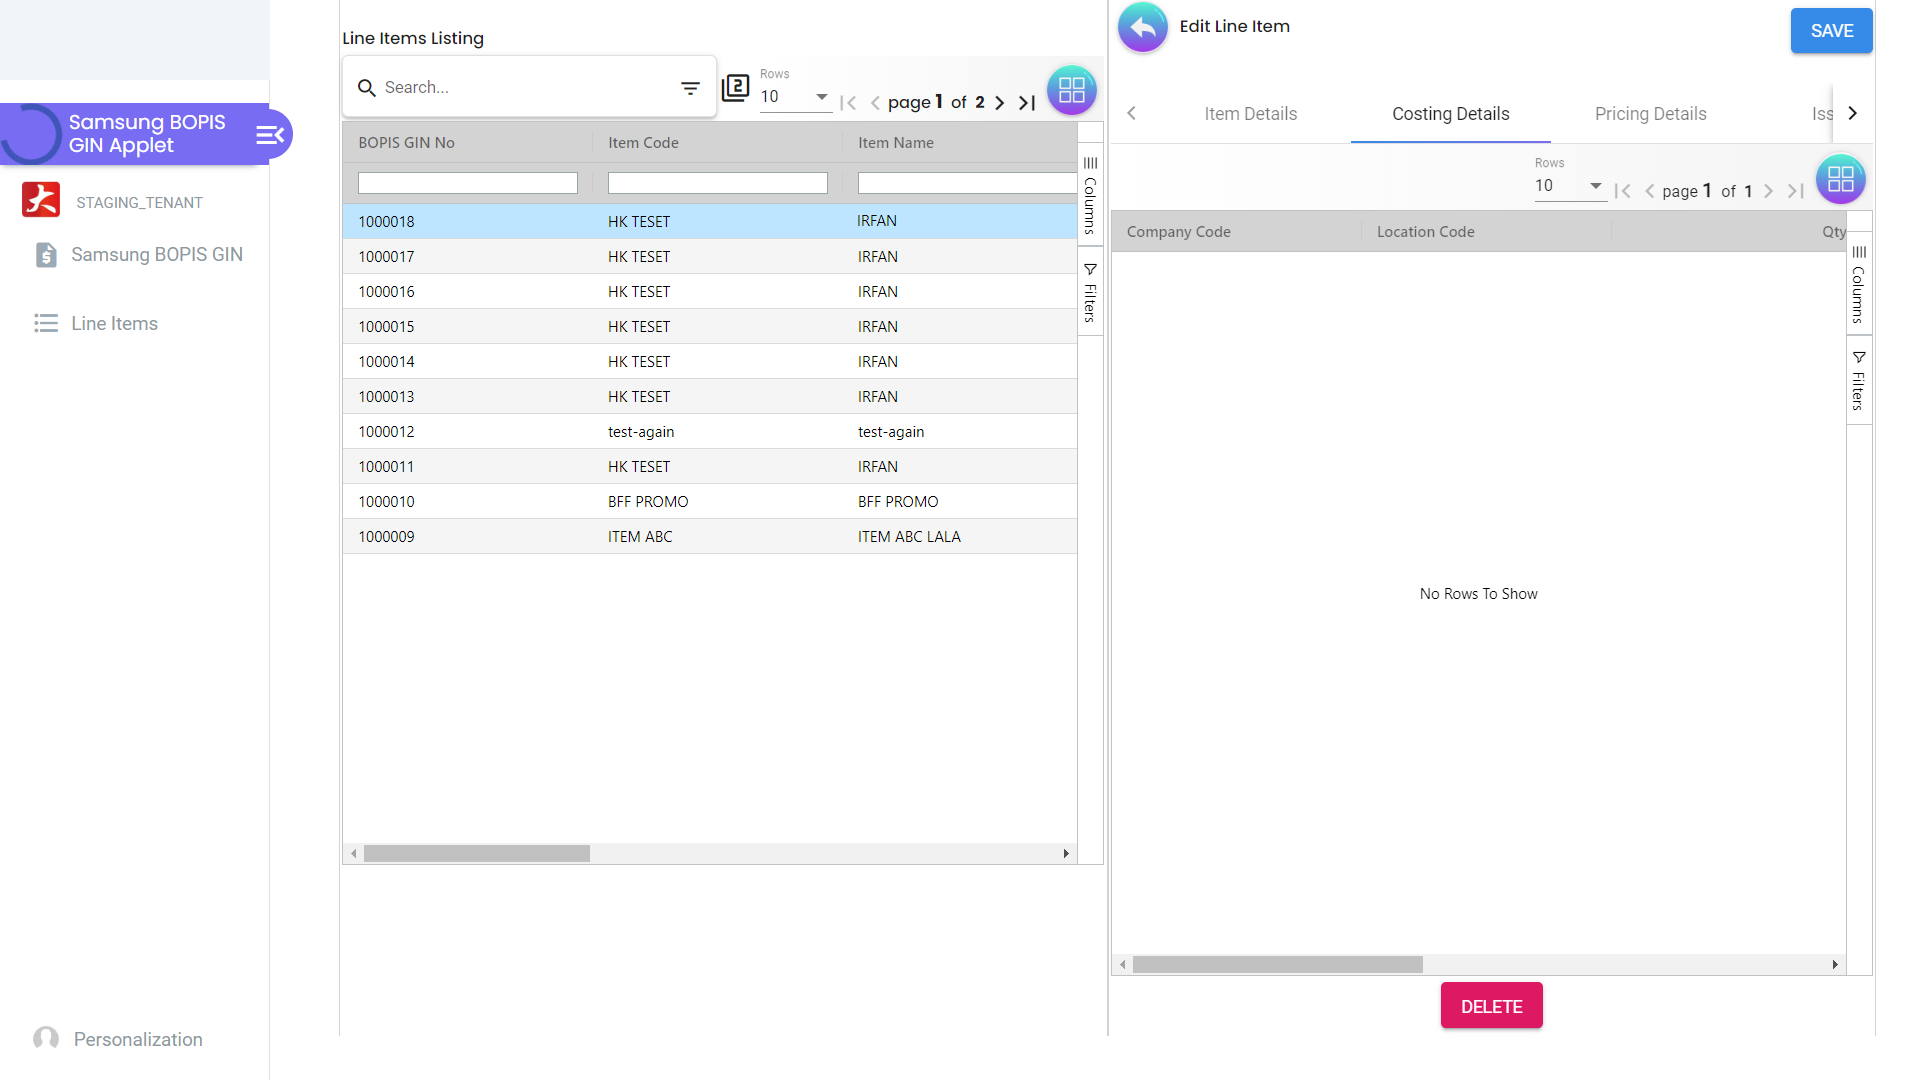 Samsung BOPIS
GIN Applet
STAGING_TENANT
Samsung BOPIS GIN
Line Items
Personalization
Line Items Listing
Search...
2
Rows
10
page 1 of 2
BOPIS GIN No Item Code Item Name
1000018 HK TESET IRFAN
1000017 HK TESET IRFAN
1000016 HK TESET IRFAN
1000015 HK TESET IRFAN
1000014 HK TESET IRFAN
1000013 HK TESET IRFAN
1000012 test-again test-again
1000011 HK TESET IRFAN
1000010 BFF PROMO BFF PROMO
1000009 ITEM ABC ITEM ABC LALA
Columns
Filters
Edit Line Item
SAVE
Item Details Costing Details Pricing Details Iss
Rows
10
page 1 of 1
Company Code Location Code Qty
No Rows To Show
Columns
Filters
DELETE